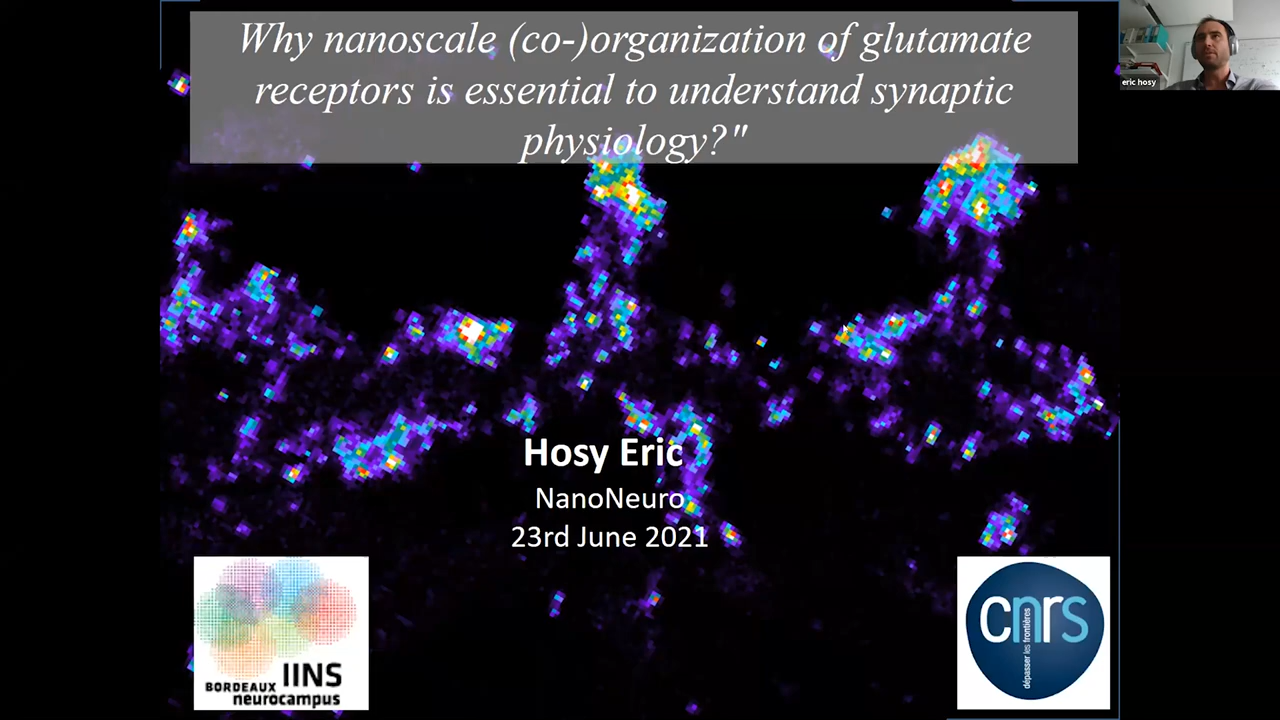 Why nanoscale (co-)organization of glutamate
receptors is essential to understand synaptic
physiology?"
eric hosy
Hosy Eric
NanoNeuro
23rd June 2021
IINS
BORDEAUX
neurocampus
cnrs
dépasser les frontières